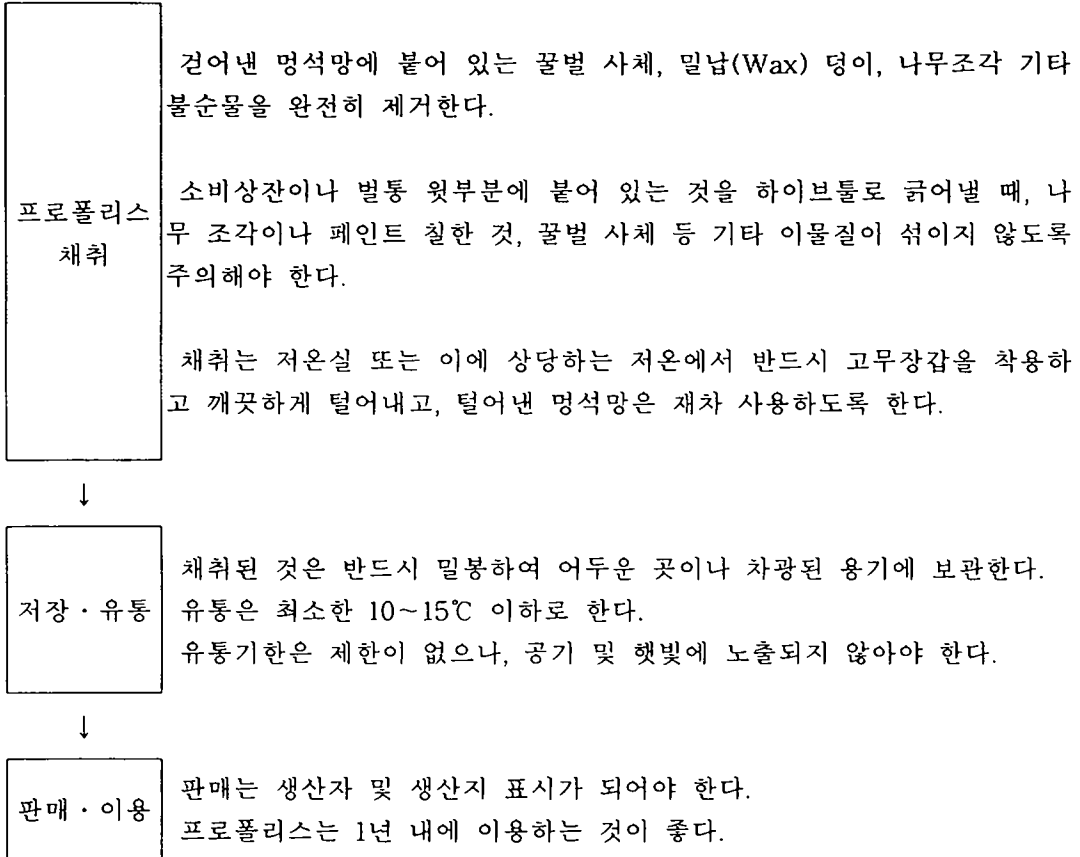 걷어낸 멍석망에 붙어 있는 꿀벌 사체, 밀납(Wax) 덩이, 나무조각 기타
불순물을 완전히 제거한다.
소비상잔이나 벌통 윗부분에 붙어 있는 것을 하이브툴로 긁어낼 때, 나
프로폴리스
채취
무 조각이나 페인트 칠한 것, 꿀벌 사체 등 기타 이물질이 섞이지 않도록
주의해야 한다.
채취는 저온실 또는 이에 상당하는 저온에서 반드시 고무장갑을 착용하
고 깨끗하게 털어내고, 털어낸 멍석망은 재차 사용하도록 한다.
↓
저장 · 유통
채취된 것은 반드시 밀봉하여 어두운 곳이나 차광된 용기에 보관한다.
유통은 최소한 10~15℃ 이하로 한다.
유통기한은 제한이 없으나, 공기 및 햇빛에 노출되지 않아야 한다.
↓
판매 · 이용
판매는 생산자 및 생산지 표시가 되어야 한다.
프로폴리스는 1년 내에 이용하는 것이 좋다.